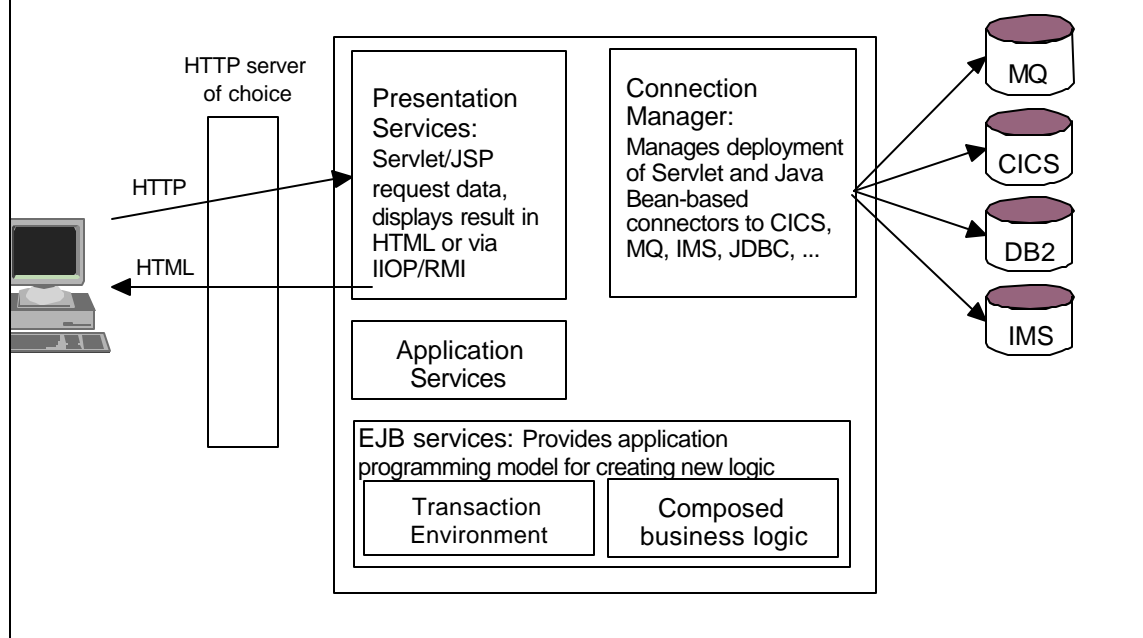 HTTP server
of choice
HTTP
HTML
Presentation
Services:
Servlet/JSP
request data,
displays result in
HTML or via
IIOP/RMI
Connection
Manager:
Manages deployment
of Servlet and Java
Bean-based
connectors to CICS,
MQ, IMS, JDBC, ...
MQ
CICS
DB2
IMS
Application
Services
EJB services: Provides application
programming model for creating new logic
Transaction
Environment
Composed
business logic